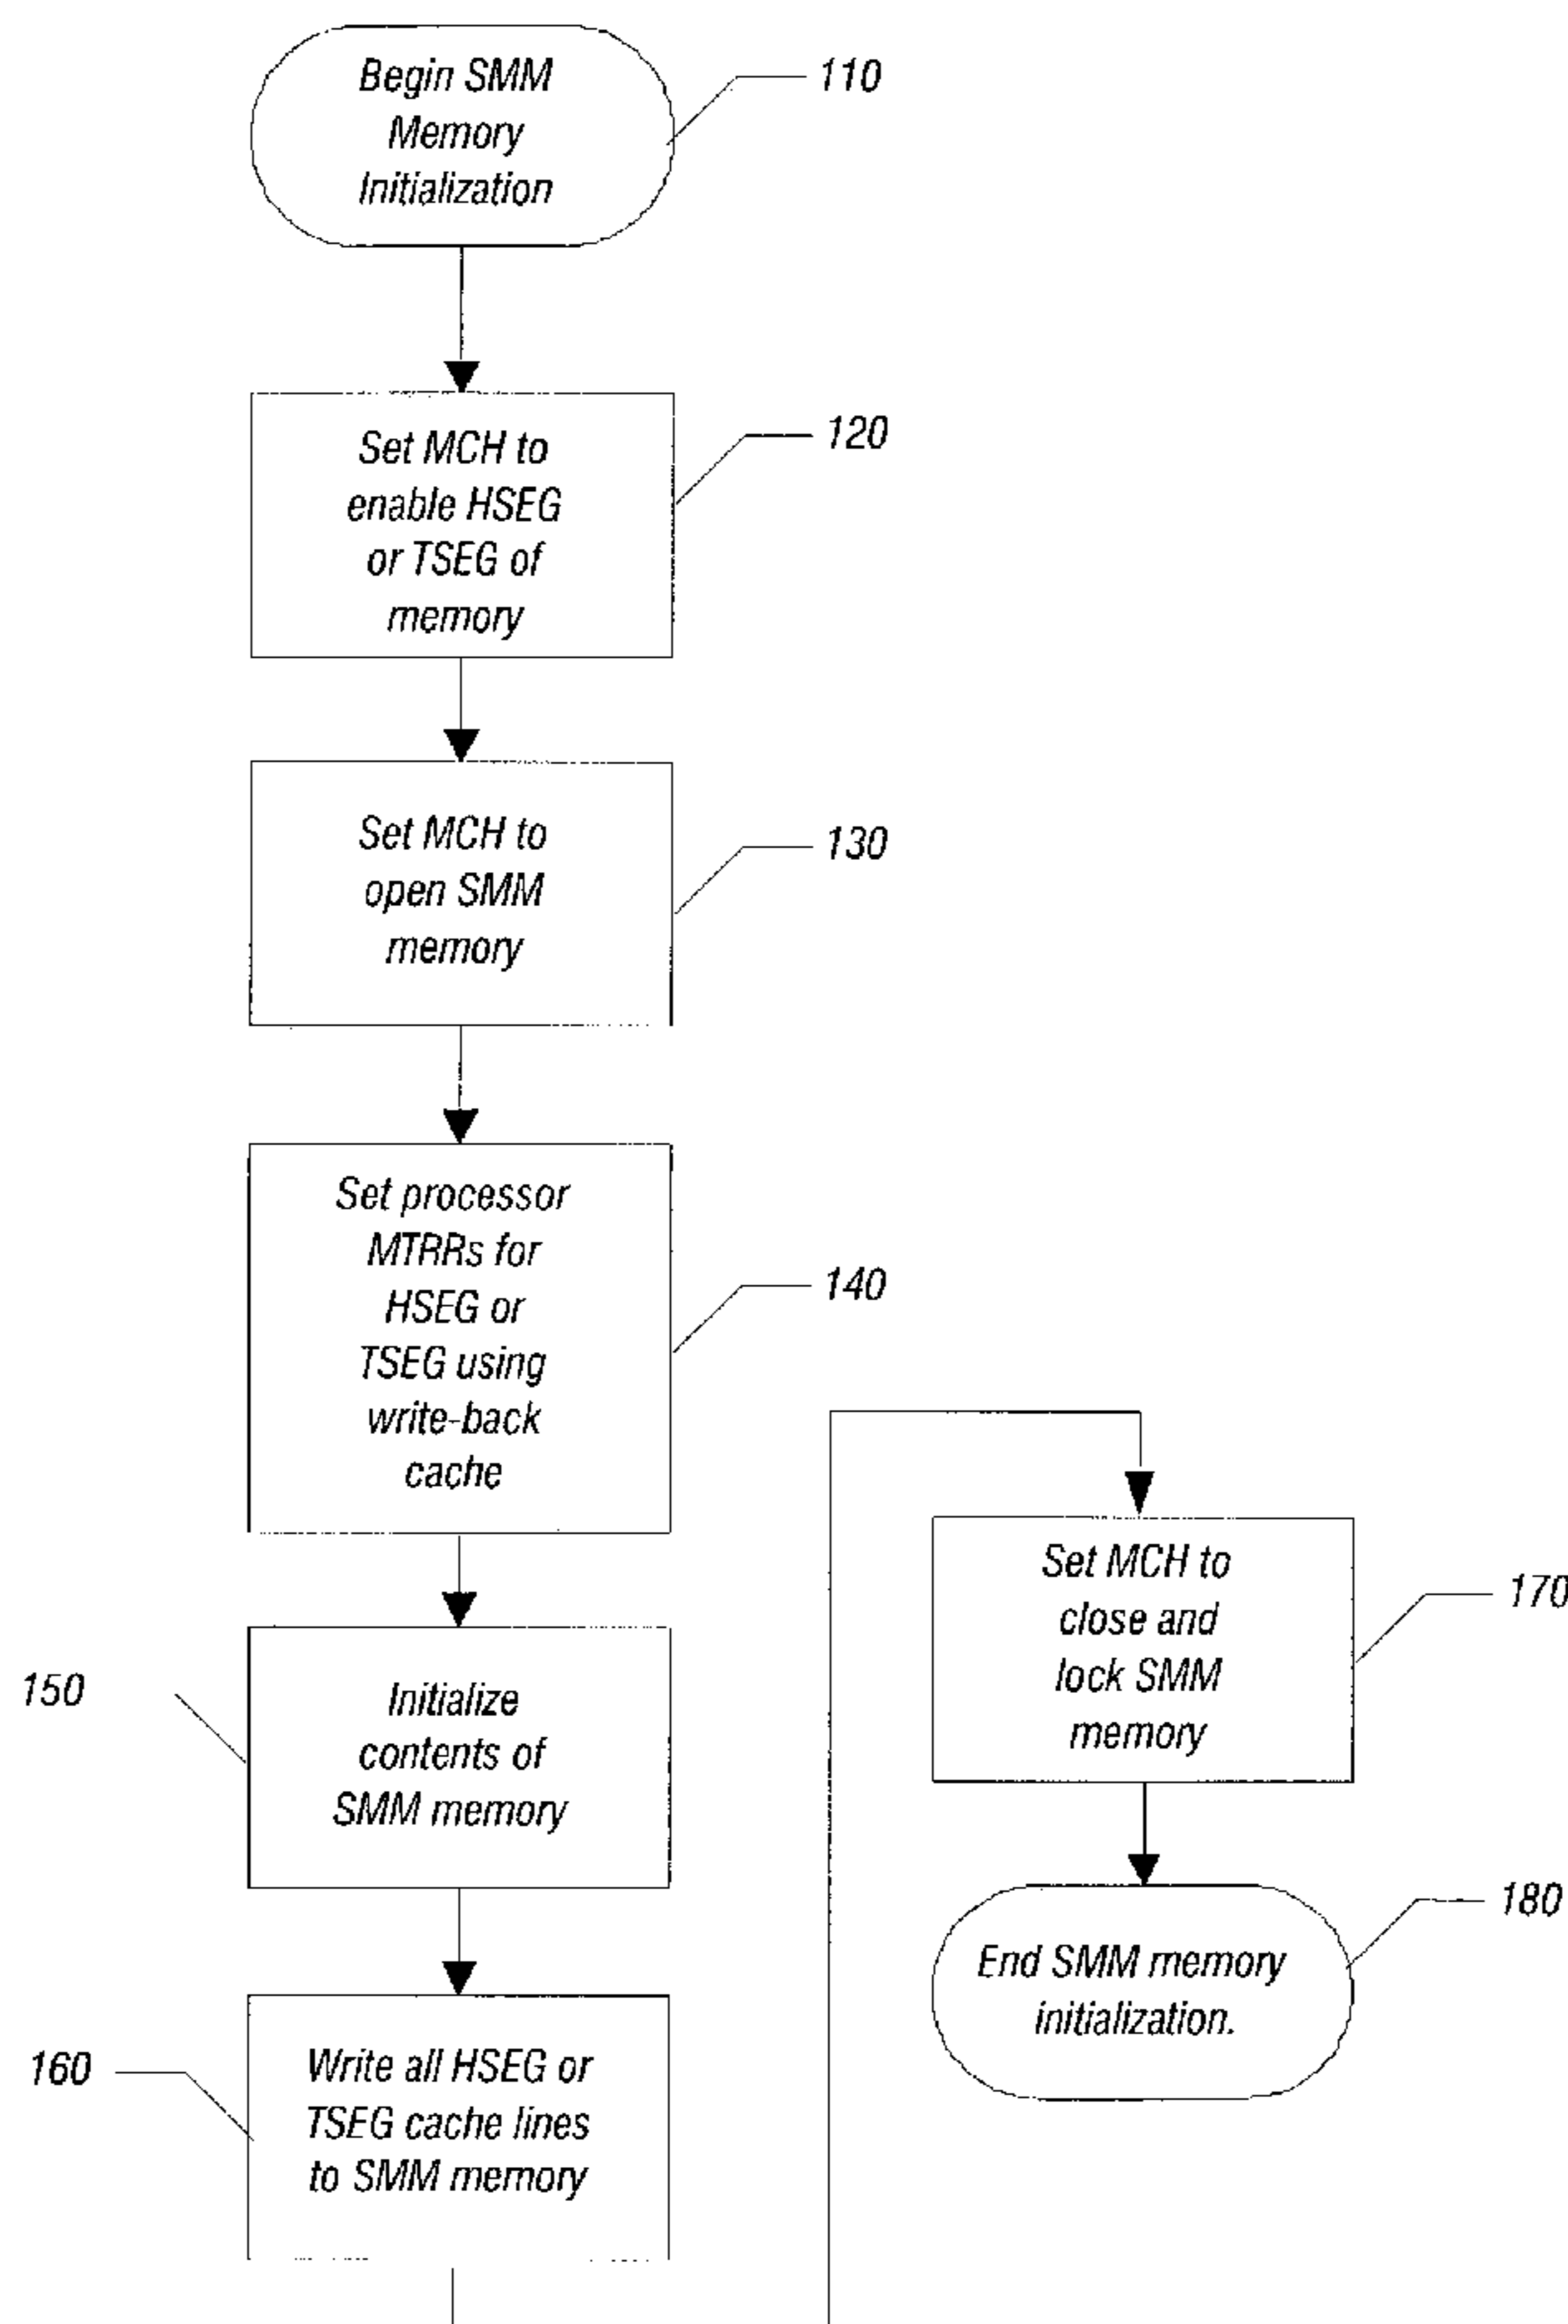 Begin SMM
Memory
Initialization
110
Set MCH to
enable HSEG
or TSEG of
memory
120
Set MCH to
open SMM
memory
130
Set processor
MTRRs for
HSEG or
TSEG using
write-back
cache
140
150
Initialize
contents of
SMM memory
160
Write all HSEG or
TSEG cache lines
to SMM memory
Set MCH to
close and
lock SMM
memory
170
End SMM memory
initialization.
180